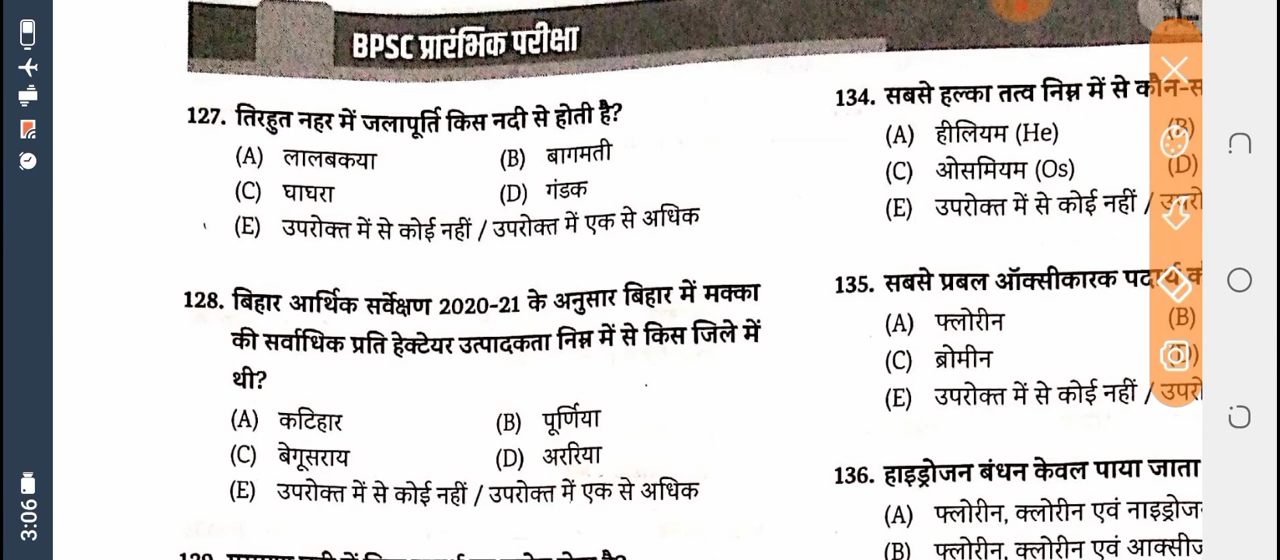 BPSC प्रारंभिक परीक्षा
127. तिरहुत नहर में जलापूर्ति किस नदी से होती है?
(A) लालबकया (B) बागमती
(C) घाघरा (D) गंडक
(E) उपरोक्त में से कोई नहीं / उपरोक्त में एक से अधिक
128. बिहार आर्थिक सर्वेक्षण 2020-21 के अनुसार बिहार में मक्का
की सर्वाधिक प्रति हेक्टेयर उत्पादकता निम्न में से किस जिले में
थी?
(A) कटिहार (B) पूर्णिया
(C) बेगूसराय (D) अररिया
(E) उपरोक्त में से कोई नहीं / उपरोक्त में एक से अधिक
134. सबसे हल्का तत्व निम्न में से
(A) हीलियम (He) (B)
(C) ओसमियम (Os) (D)
(E) उपरोक्त में से कोई नहीं /
135. सबसे प्रबल ऑक्सीकारक
(A) फ्लोरीन (B)
(C) ब्रोमीन (D)
(E) उपरोक्त में से कोई नहीं /
136. हाइड्रोजन बंधन केवल पाया जाता
(A) फ्लोरीन, क्लोरीन एवं
(B) फ्लोरीन, क्लोरीन एवं
3:06